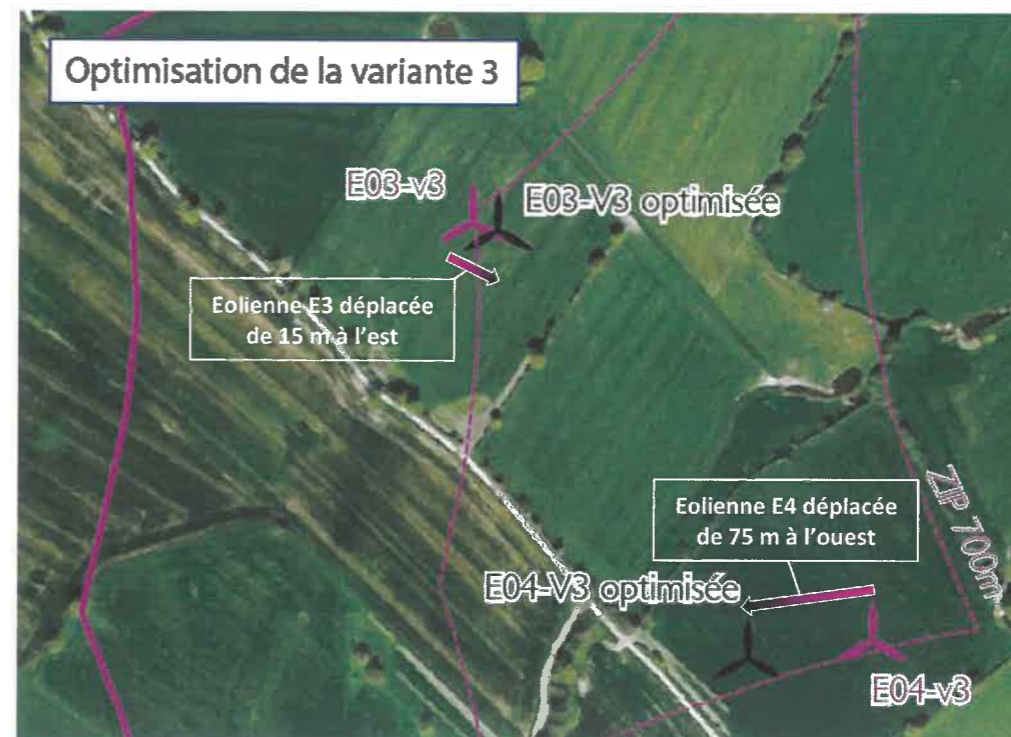 Optimisation de la variante 3
E03-v3
E03-V3 optimisée
Eolienne E3 déplacée
de 15 m à l'est
Eolienne E4 déplacée
de 75 m à l'ouest
ZIP 700m
E04-V3 optimisée
E04-v3